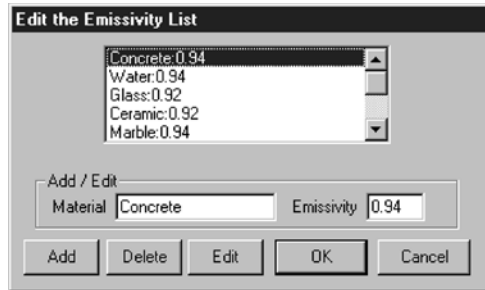 Edit the Emissivity List
Concrete:0.94
Water:0.94
Glass:0.92
Ceramic:0.92
Marble:0.94
Add / Edit
Material Concrete Emissivity 0.94
Add Delete Edit OK Cancel